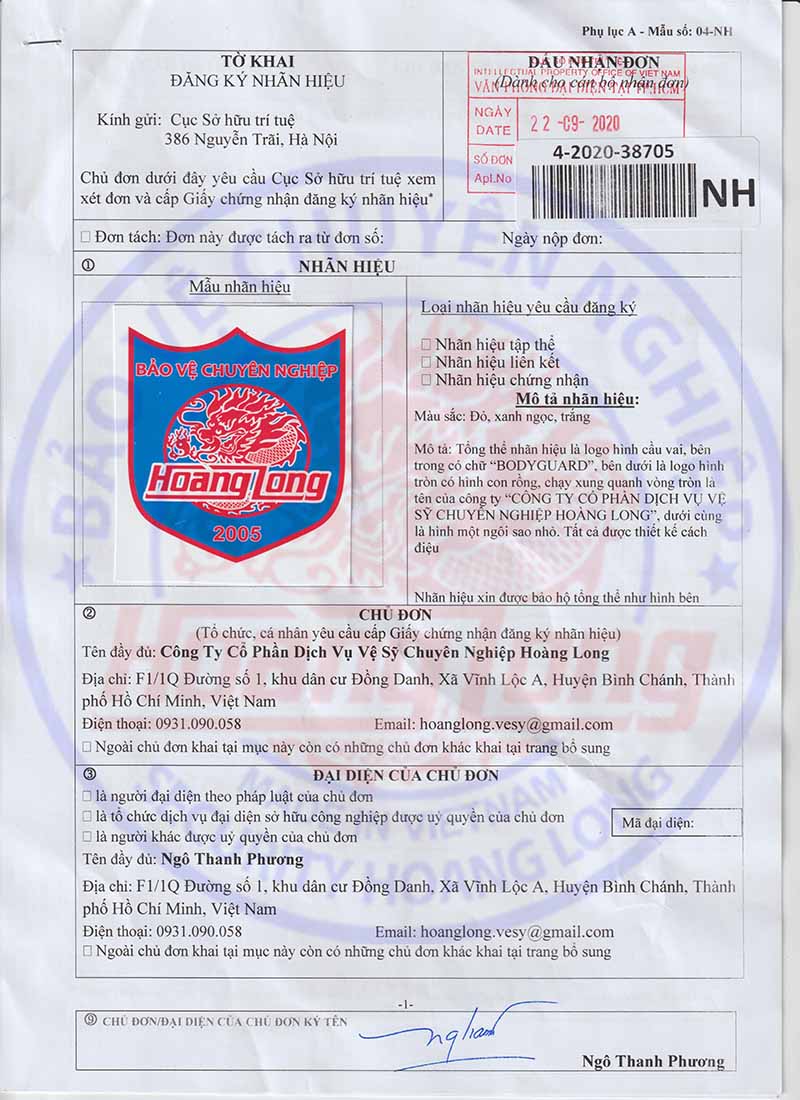 Phụ lục A - Mẫu số: 04-NH
TỜ KHAI
ĐĂNG KÝ NHÃN HIỆU
Kính gửi: Cục Sở hữu trí tuệ
386 Nguyễn Trãi, Hà Nội
Chủ đơn dưới đây yêu cầu Cục Sở hữu trí tuệ xem
xét đơn và cấp Giấy chứng nhận đăng ký nhãn hiệu*
DẤU NHẬN ĐƠN
(Dành cho cán bộ nhận đơn)
INTELLECTUAL PROPERTY OFFICE OF VIET NAM
VĂN PHÒNG ĐẠI DIỆN TẠI TP.HCM
NGÀY
DATE
22 -09- 2020
SỐ ĐƠN
Apl.No
4-2020-38705
NH
□ Đơn tách: Đơn này được tách ra từ đơn số:
Ngày nộp đơn:
① NHÃN HIỆU
Mẫu nhãn hiệu
BẢO VỆ CHUYÊN NGHIỆP
Hoàng Long
2005
Loại nhãn hiệu yêu cầu đăng ký
□ Nhãn hiệu tập thể
□ Nhãn hiệu liên kết
□ Nhãn hiệu chứng nhận
Mô tả nhãn hiệu:
Màu sắc: Đỏ, xanh ngọc, trắng
Mô tả: Tổng thể nhãn hiệu là logo hình cầu vai, bên
trong có chữ “BODYGUARD”, bên dưới là logo hình
tròn có hình con rồng, chạy xung quanh vòng tròn là
tên của công ty “CÔNG TY CỔ PHẦN DỊCH VỤ VỆ
SỸ CHUYÊN NGHIỆP HOÀNG LONG”, dưới cùng
là hình một ngôi sao nhỏ. Tất cả được thiết kế cách
điệu
Nhãn hiệu xin được bảo hộ tổng thể như hình bên
② CHỦ ĐƠN
(Tổ chức, cá nhân yêu cầu cấp Giấy chứng nhận đăng ký nhãn hiệu)
Tên đầy đủ: Công Ty Cổ Phần Dịch Vụ Vệ Sỹ Chuyên Nghiệp Hoàng Long
Địa chỉ: F1/1Q Đường số 1, khu dân cư Đồng Danh, Xã Vĩnh Lộc A, Huyện Bình Chánh, Thành
phố Hồ Chí Minh, Việt Nam
Điện thoại: 0931.090.058 Email: hoanglong.vesy@gmail.com
□ Ngoài chủ đơn khai tại mục này còn có những chủ đơn khác khai tại trang bổ sung
③ ĐẠI DIỆN CỦA CHỦ ĐƠN
□ là người đại diện theo pháp luật của chủ đơn
□ là tổ chức dịch vụ đại diện sở hữu công nghiệp được uỷ quyền của chủ đơn
□ là người khác được uỷ quyền của chủ đơn
Mã đại diện:
Tên đầy đủ: Ngô Thanh Phương
Địa chỉ: F1/1Q Đường số 1, khu dân cư Đồng Danh, Xã Vĩnh Lộc A, Huyện Bình Chánh, Thành
phố Hồ Chí Minh, Việt Nam
Điện thoại: 0931.090.058 Email: hoanglong.vesy@gmail.com
□ Ngoài chủ đơn khai tại mục này còn có những chủ đơn khác khai tại trang bổ sung
-1-
⑨ CHỦ ĐƠN/ĐẠI DIỆN CỦA CHỦ ĐƠN KÝ TÊN
Ngô Thanh Phương
BẢO VỆ CHUYÊN NGHIỆP
Hoàng Long
SECURITY HOANG LONG